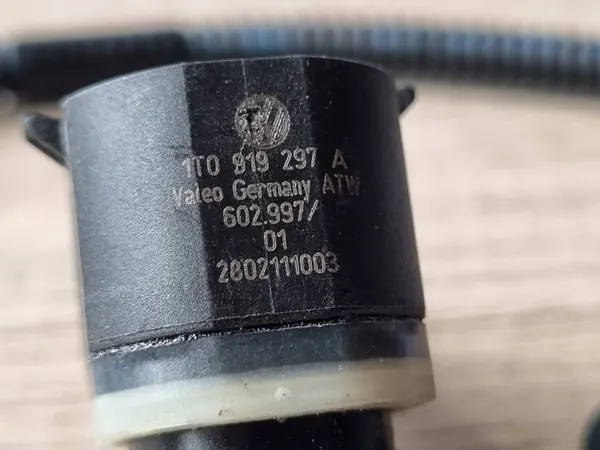 1T0 919 297 A
Valeo Germany ATW
602.997/
01
2802111003